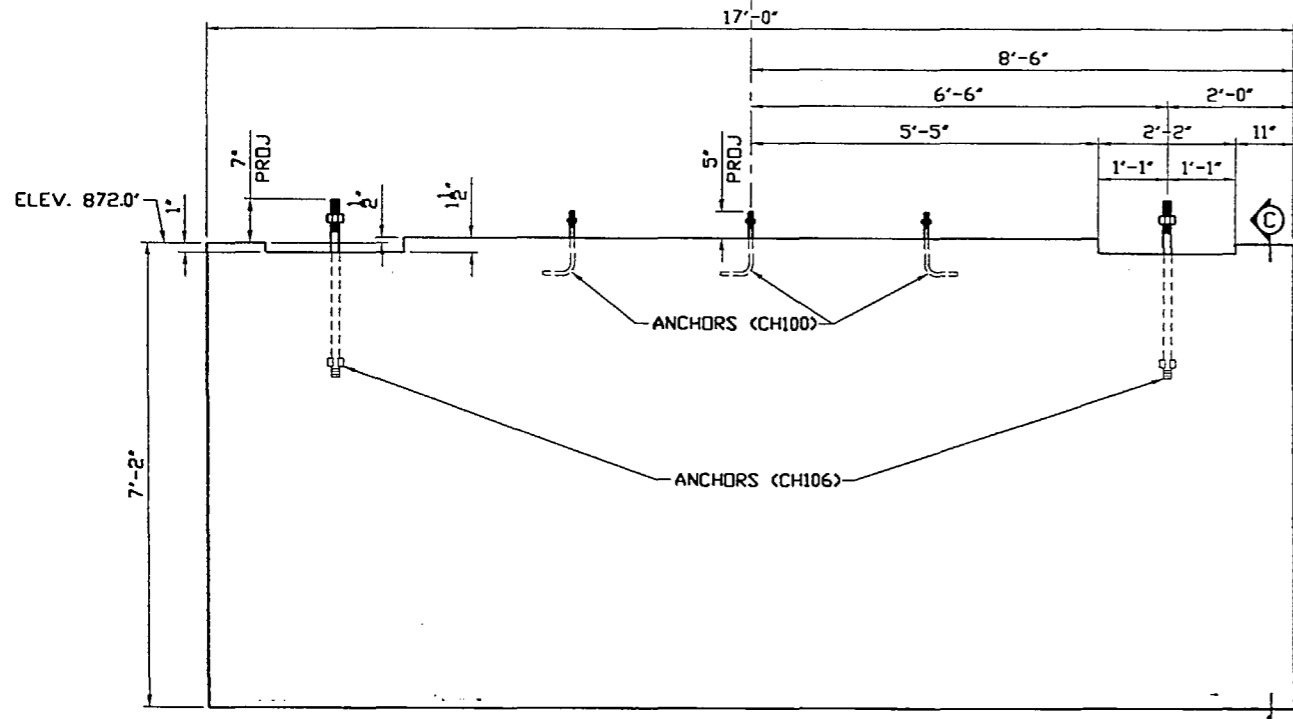 17'-0"
8'-6"
6'-6" 2'-0"
5'-5" 2'-2" 11"
1'-1" 1'-1"
7" PROJ
5" PROJ
ELEV. 872.0'
1"
1/2"
1 1/2"
C
ANCHORS (CH100)
ANCHORS (CH106)
7'-2"